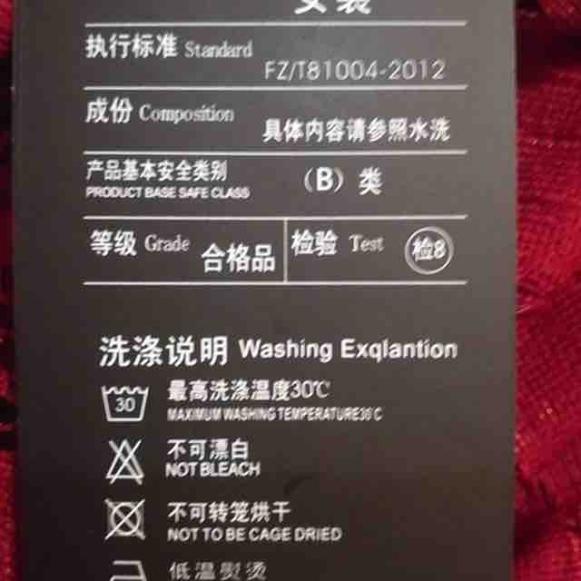 女装
执行标准 Standard
FZ/T81004-2012
成份 Composition
具体内容请参照水洗
产品基本安全类别
PRODUCT BASE SAFE CLASS
(B) 类
等级 Grade 合格品 检验 Test 检8
洗涤说明 Washing Exqlantion
30 最高洗涤温度30℃
MAXIMUM WASHING TEMPERATURE30℃
不可漂白
NOT BLEACH
不可转笼烘干
NOT TO BE CAGE DRIED
低温熨烫